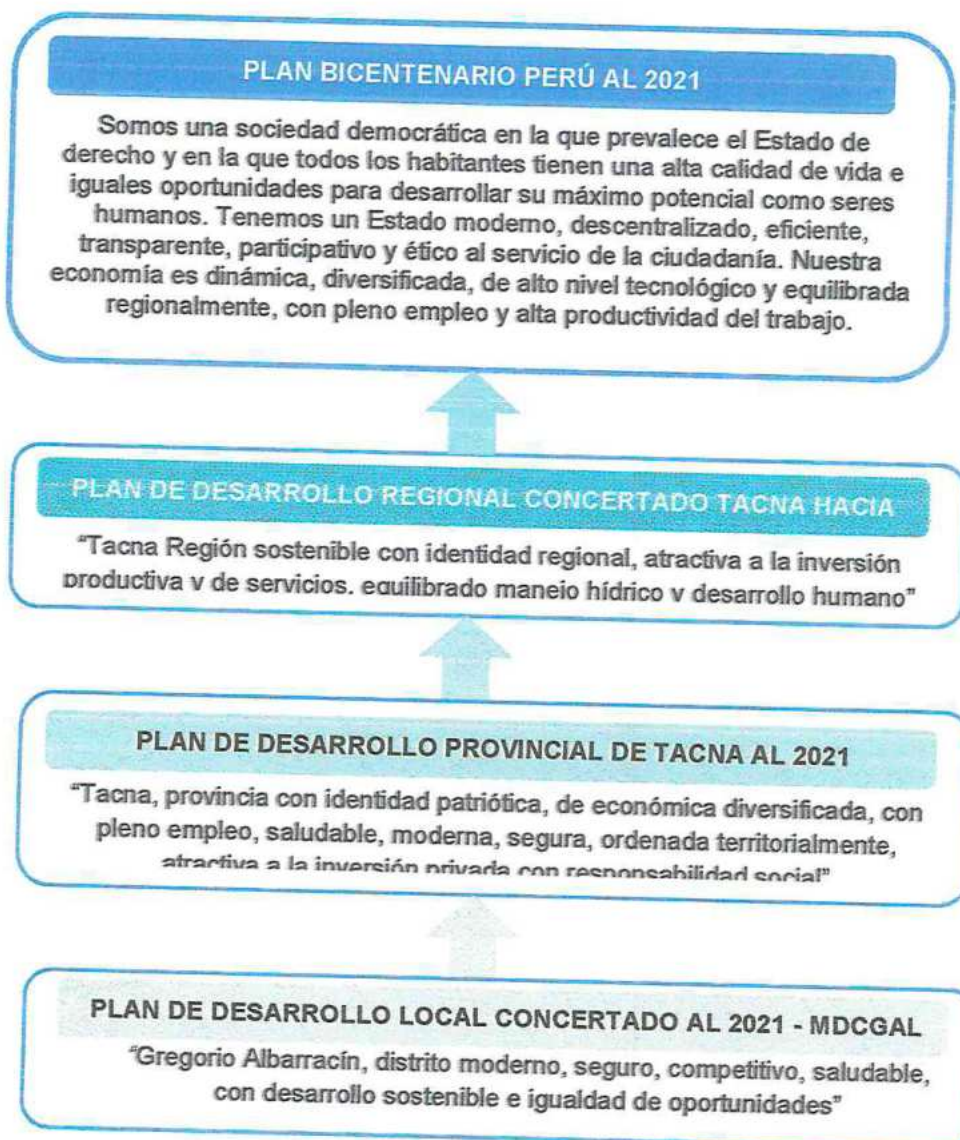 PLAN BICENTENARIO PERÚ AL 2021
Somos una sociedad democrática en la que prevalece el Estado de
derecho y en la que todos los habitantes tienen una alta calidad de vida e
iguales oportunidades para desarrollar su máximo potencial como seres
humanos. Tenemos un Estado moderno, descentralizado, eficiente,
transparente, participativo y ético al servicio de la ciudadanía. Nuestra
economía es dinámica, diversificada, de alto nivel tecnológico y equilibrada
regionalmente, con pleno empleo y alta productividad del trabajo.
PLAN DE DESARROLLO REGIONAL CONCERTADO TACNA HACIA
“Tacna Región sostenible con identidad regional, atractiva a la inversión
productiva y de servicios, equilibrado manejo hídrico y desarrollo humano”
PLAN DE DESARROLLO PROVINCIAL DE TACNA AL 2021
“Tacna, provincia con identidad patriótica, de económica diversificada, con
pleno empleo, saludable, moderna, segura, ordenada territorialmente,
atractiva a la inversión privada con responsabilidad social”
PLAN DE DESARROLLO LOCAL CONCERTADO AL 2021 - MDCGAL
“Gregorio Albarracín, distrito moderno, seguro, competitivo, saludable,
con desarrollo sostenible e igualdad de oportunidades”